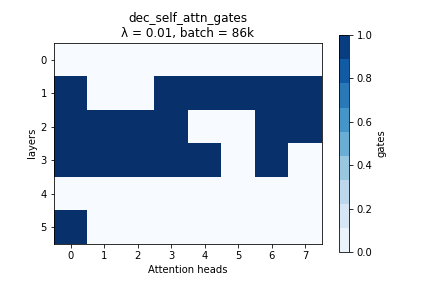 dec_self_attn_gates
λ = 0.01, batch = 86k
layers
0
1
2
3
4
5
0 1 2 3 4 5 6 7
Attention heads
1.0
0.8
0.6
0.4
0.2
0.0
gates